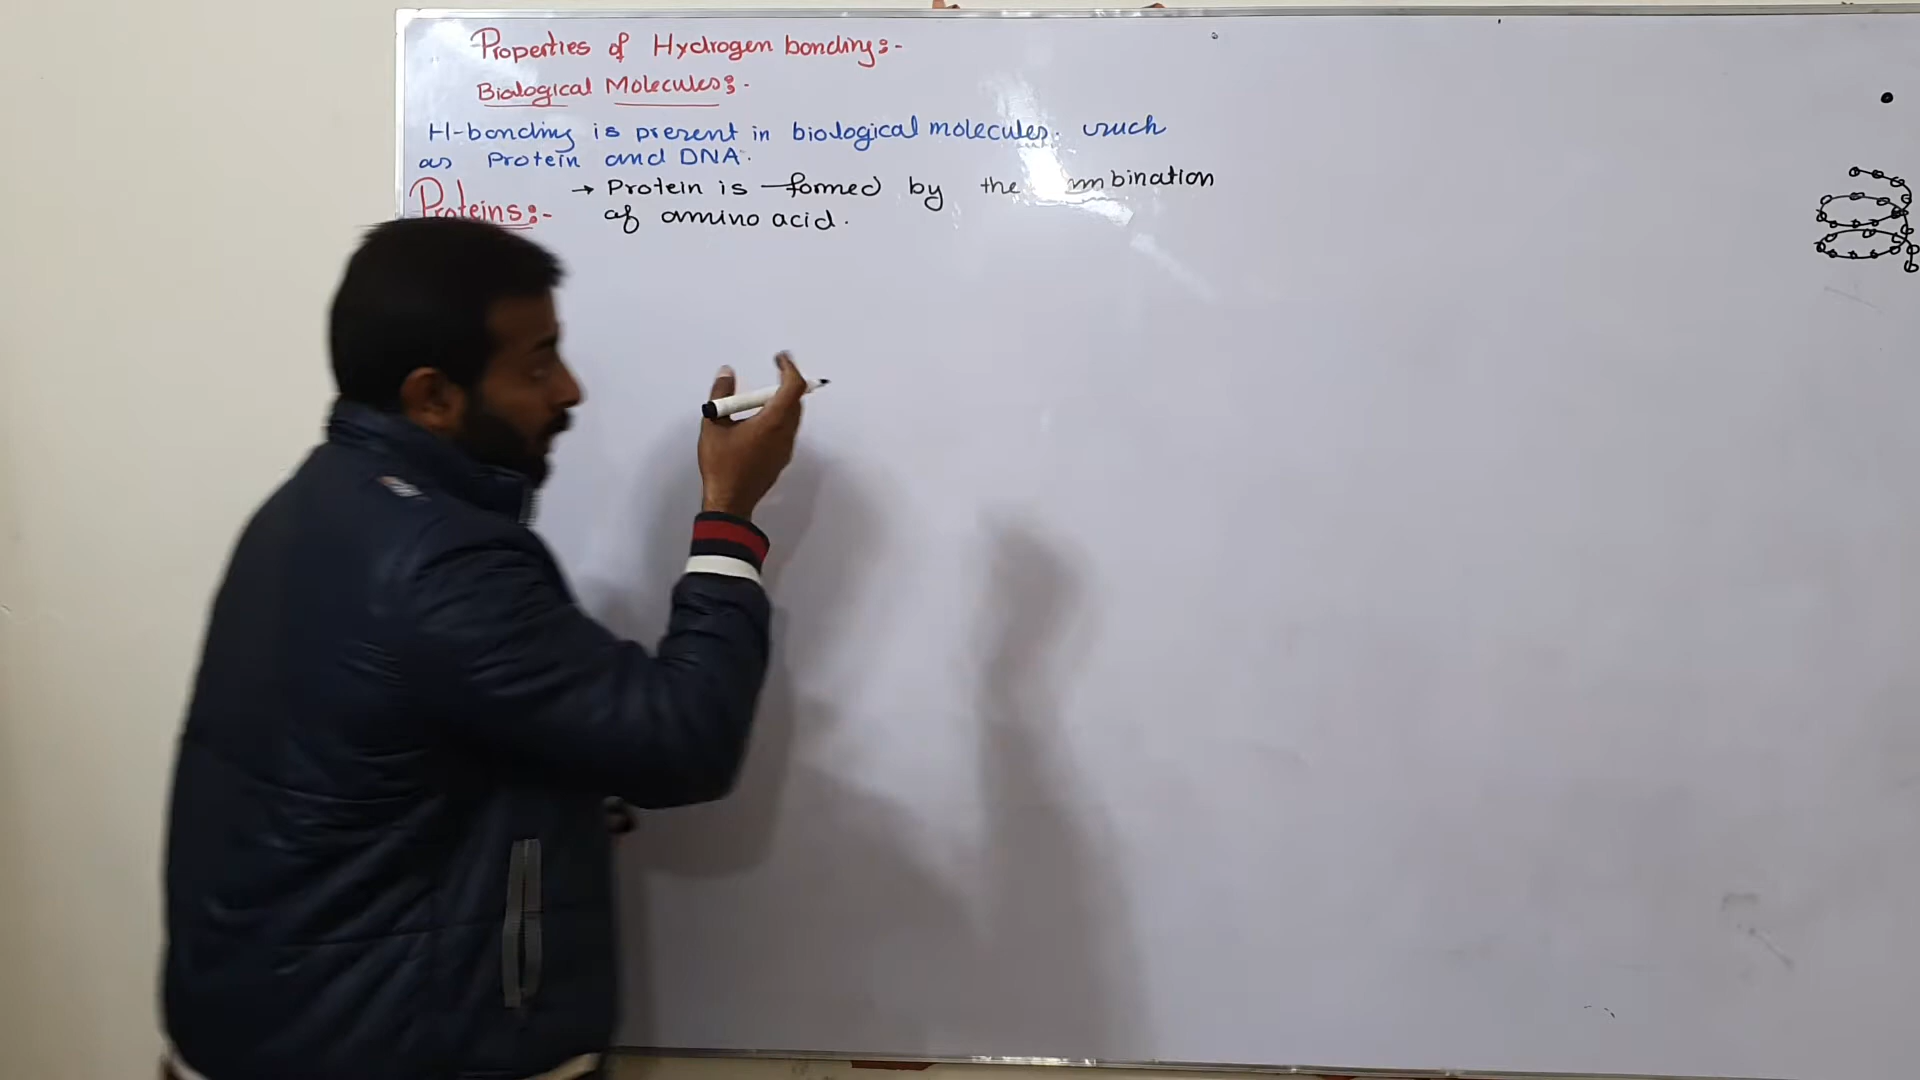 Properties of Hydrogen bonding:-
Biological Molecules:-
H-bonding is present in biological molecules. such
as Protein and DNA.
Proteins:-
→ Protein is formed by the combination
of amino acid.